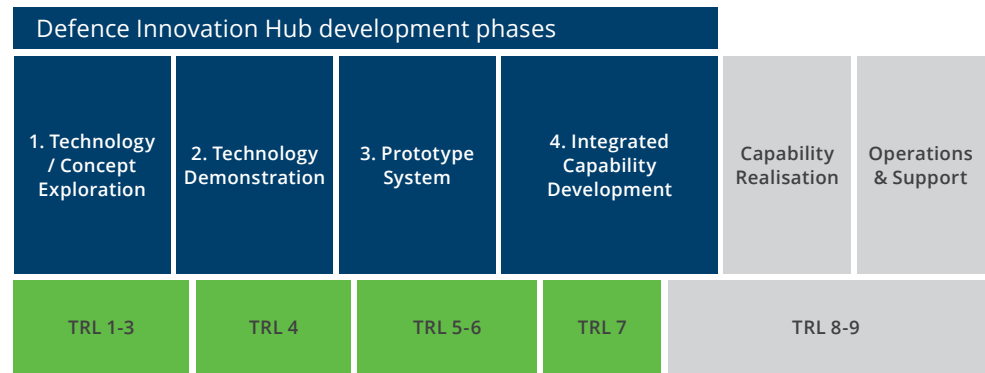 Defence Innovation Hub development phases
1. Technology
/ Concept
Exploration
2. Technology
Demonstration
3. Prototype
System
4. Integrated
Capability
Development
Capability
Realisation
Operations
& Support
TRL 1-3
TRL 4
TRL 5-6
TRL 7
TRL 8-9